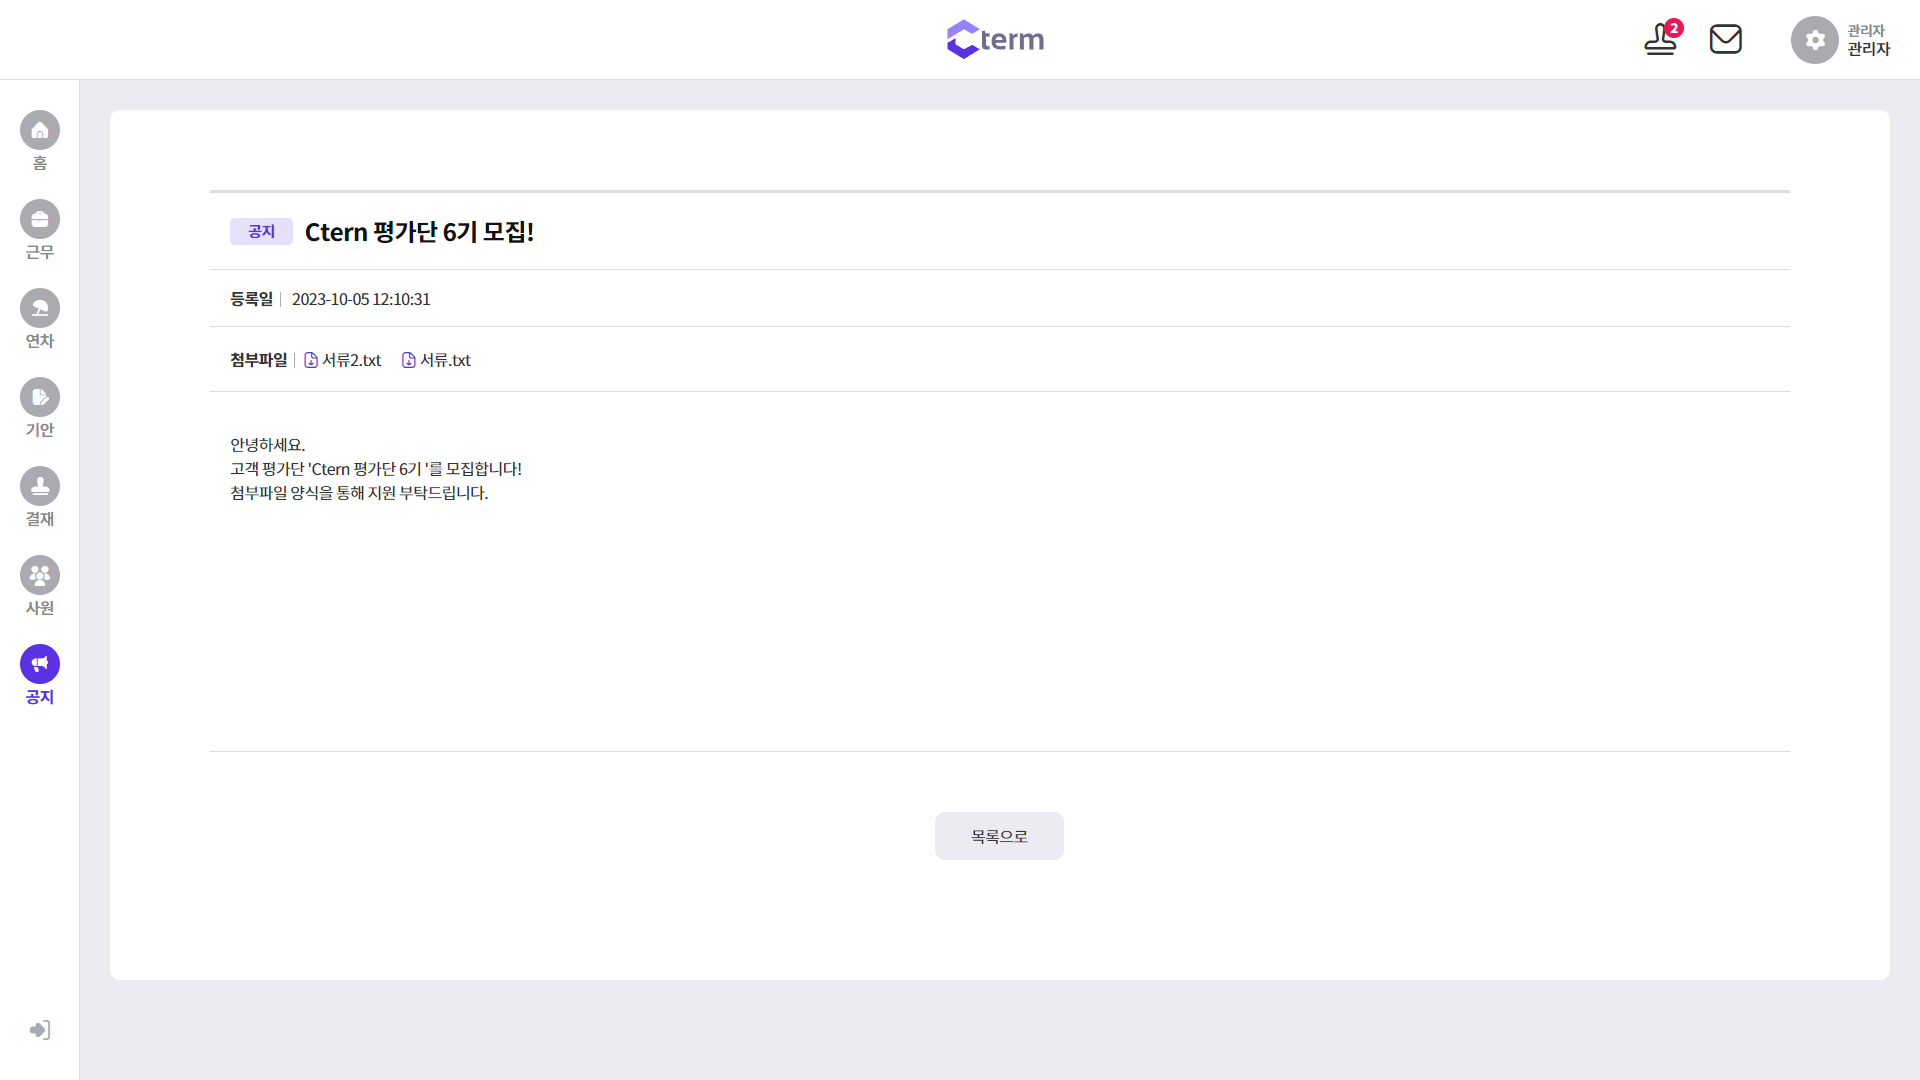 Cterm
2
관리자
관리자
홈
근무
연차
기안
결재
사원
공지
공지 Ctern 평가단 6기 모집!
등록일 2023-10-05 12:10:31
첨부파일 서류2.txt 서류.txt
안녕하세요.
고객 평가단 'Ctern 평가단 6기 '를 모집합니다!
첨부파일 양식을 통해 지원 부탁드립니다.
목록으로